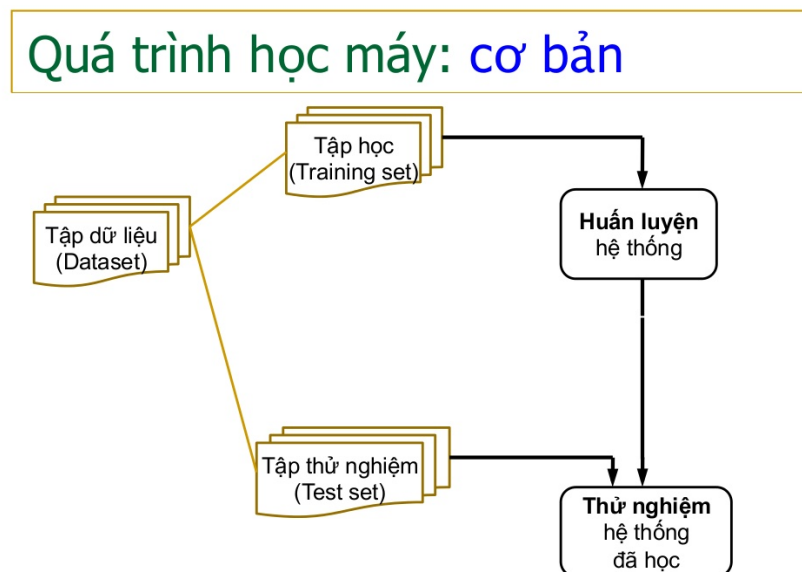 Quá trình học máy: cơ bản
Tập học
(Training set)
Huấn luyện
hệ thống
Tập dữ liệu
(Dataset)
Tập thử nghiệm
(Test set)
Thử nghiệm
hệ thống
đã học